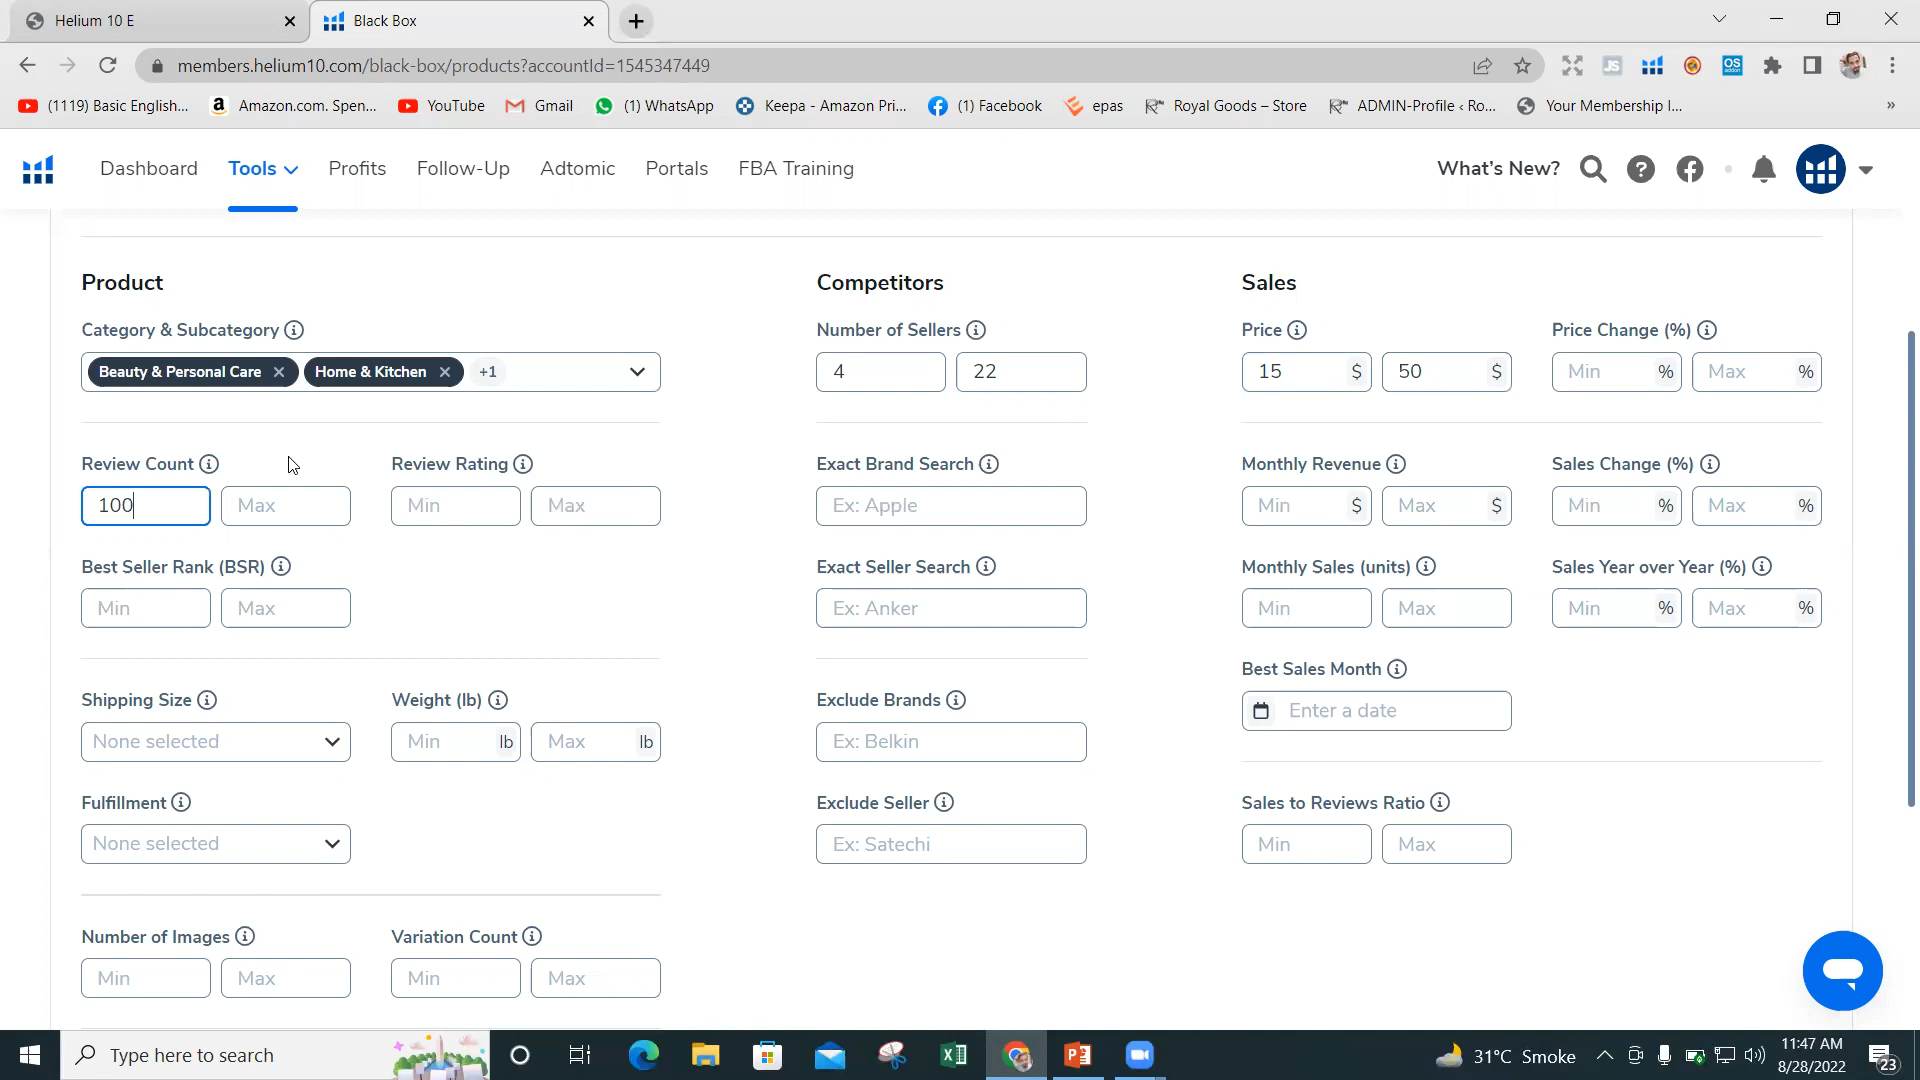 Helium 10 E
Black Box
members.helium10.com/black-box/products?accountId=1545347449
(1119) Basic English...
Amazon.com. Spen...
YouTube
Gmail
(1) WhatsApp
Keepa - Amazon Pri...
(1) Facebook
epas
Royal Goods – Store
ADMIN-Profile ‹ Ro...
Your Membership I...
»
Dashboard
Tools
Profits
Follow-Up
Adtomic
Portals
FBA Training
What's New?
Product
Competitors
Sales
Category & Subcategory
Number of Sellers
Price
Price Change (%)
Beauty & Personal Care
Home & Kitchen
+1
4
22
15 $
50 $
Min %
Max %
Review Count
Review Rating
Exact Brand Search
Monthly Revenue
Sales Change (%)
100
Max
Min
Max
Ex: Apple
Min $
Max $
Min %
Max %
Best Seller Rank (BSR)
Exact Seller Search
Monthly Sales (units)
Sales Year over Year (%)
Min
Max
Ex: Anker
Min
Max
Min %
Max %
Best Sales Month
Enter a date
Shipping Size
Weight (lb)
Exclude Brands
None selected
Min lb
Max lb
Ex: Belkin
Fulfillment
Exclude Seller
Sales to Reviews Ratio
None selected
Ex: Satechi
Min
Max
Number of Images
Variation Count
Min
Max
Min
Max
Type here to search
31°C Smoke
11:47 AM
8/28/2022
23